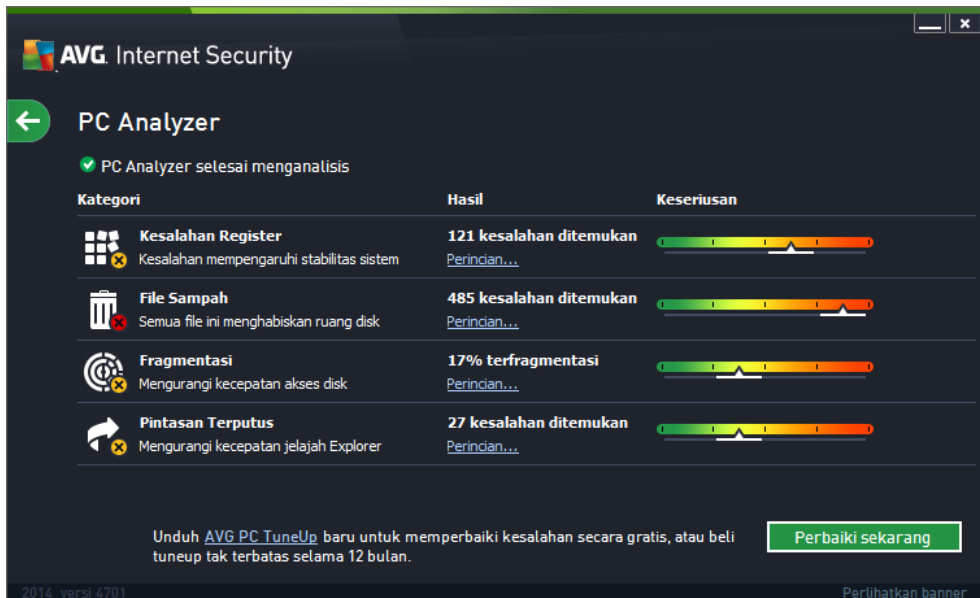 AVG. Internet Security
PC Analyzer
PC Analyzer selesai menganalisis
Kategori Hasil Keseriusan
Kesalahan Register 121 kesalahan ditemukan
Kesalahan mempengaruhi stabilitas sistem Perincian...
File Sampah 485 kesalahan ditemukan
Semua file ini menghabiskan ruang disk Perincian...
Fragmentasi 17% terfragmentasi
Mengurangi kecepatan akses disk Perincian...
Pintasan Terputus 27 kesalahan ditemukan
Mengurangi kecepatan jelajah Explorer Perincian...
Unduh AVG PC TuneUp baru untuk memperbaiki kesalahan secara gratis, atau beli
tuneup tak terbatas selama 12 bulan.
Perbaiki sekarang
2014 versi 4701 Perlihatkan banner